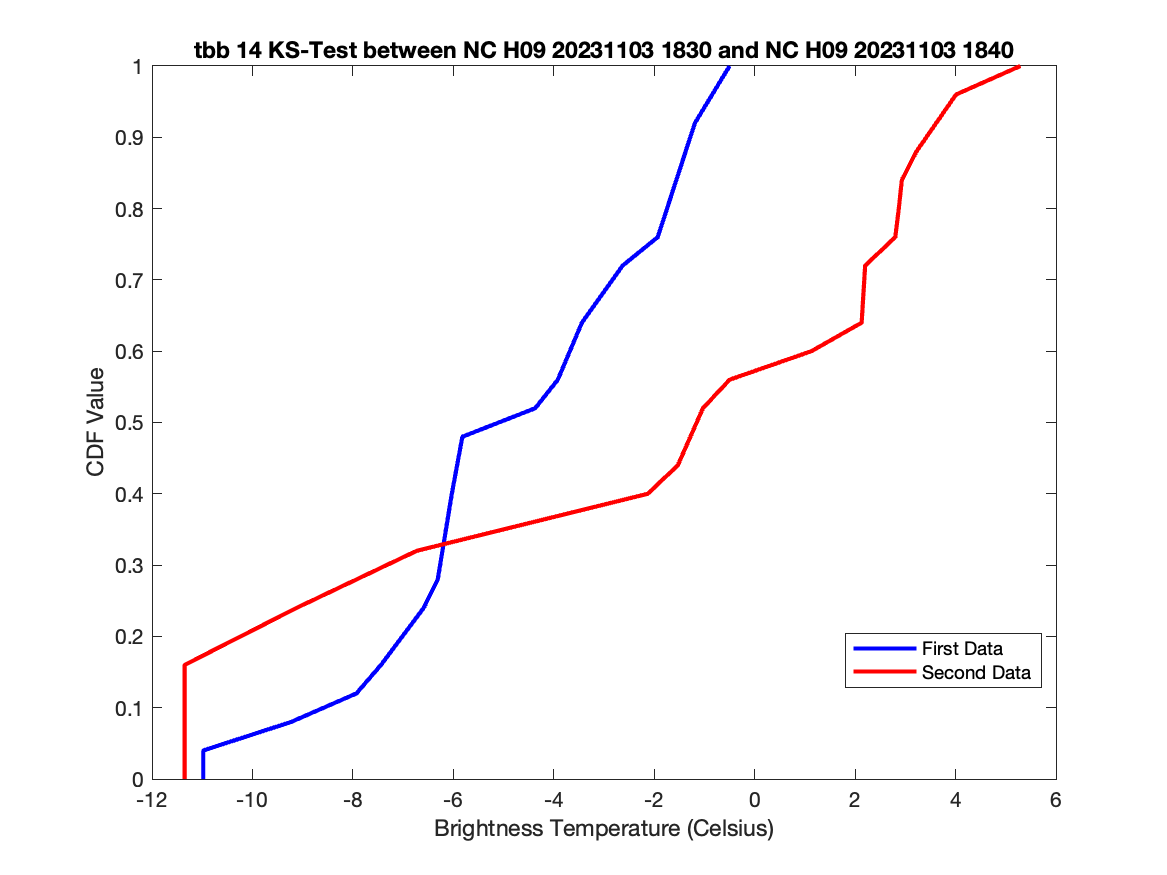 tbb 14 KS-Test between NC H09 20231103 1830 and NC H09 20231103 1840
1
0.9
0.8
0.7
0.6
0.5
0.4
0.3
0.2
0.1
0
CDF Value
First Data
Second Data
-12 -10 -8 -6 -4 -2 0 2 4 6
Brightness Temperature (Celsius)